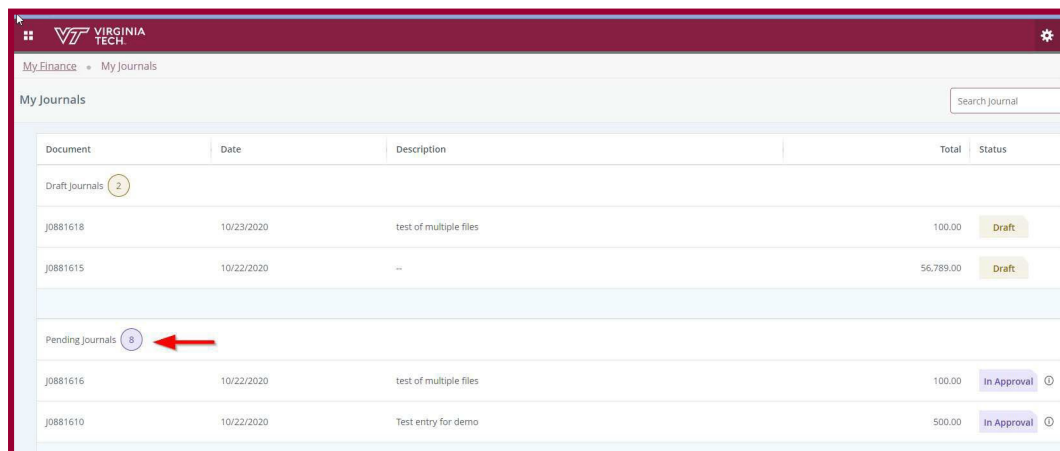 VT VIRGINIA TECH.
My Finance • My Journals
My Journals Search Journal
Document Date Description Total Status
Draft Journals 2
J0881618 10/23/2020 test of multiple files 100.00 Draft
J0881615 10/22/2020 -- 56,789.00 Draft
Pending Journals 8
J0881616 10/22/2020 test of multiple files 100.00 In Approval
J0881610 10/22/2020 Test entry for demo 500.00 In Approval